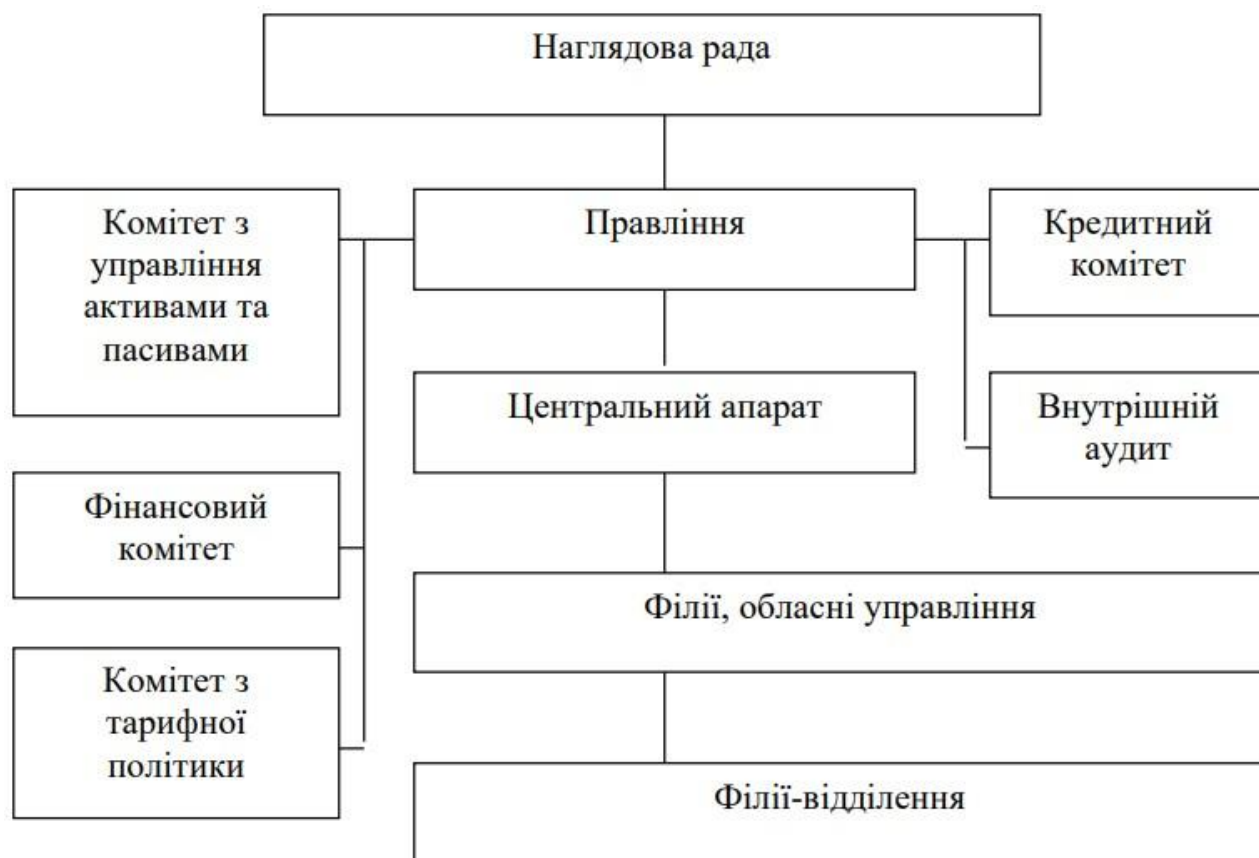 Наглядова рада
Комітет з
управління
активами та
пасивами
Правління
Кредитний
комітет
Центральний апарат
Внутрішній
аудит
Фінансовий
комітет
Філії, обласні управління
Комітет з
тарифної
політики
Філії-відділення